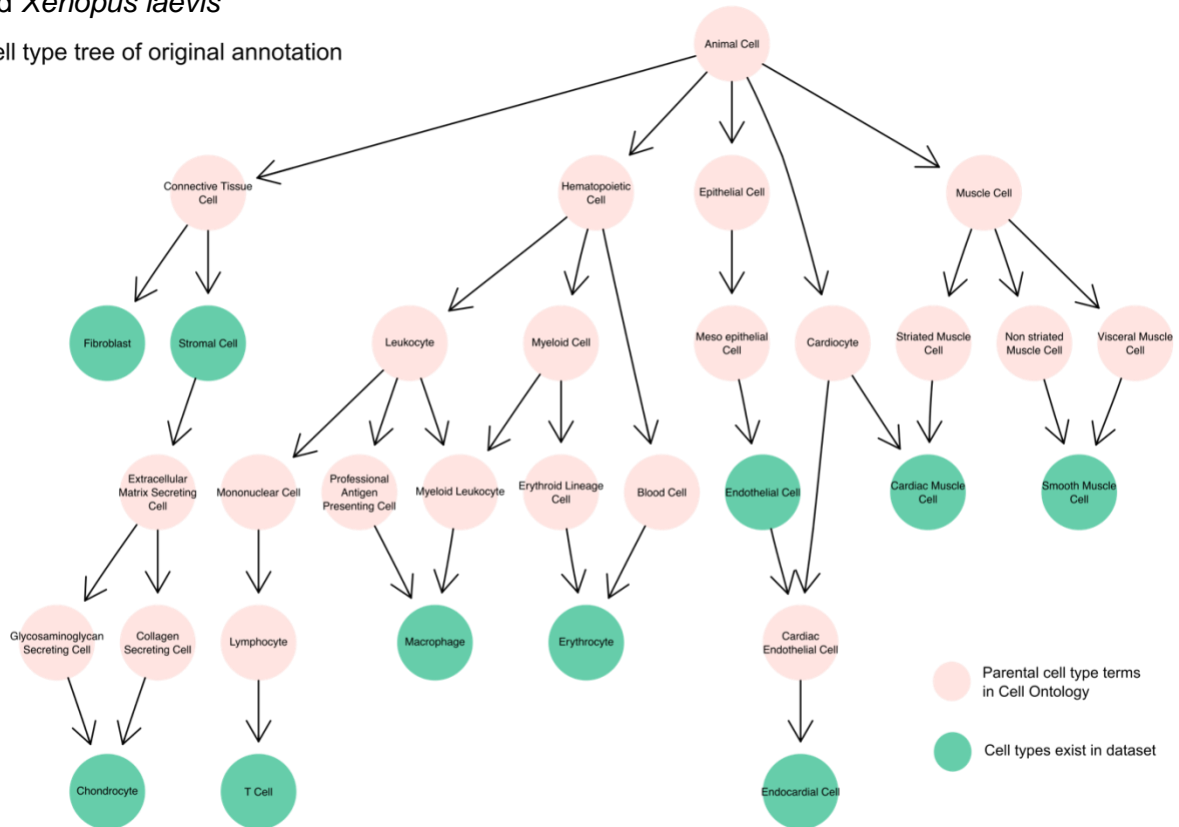 d Xenopus laevis
ell type tree of original annotation
Animal Cell
Connective Tissue
Cell
Hematopoietic
Cell
Epithelial Cell
Muscle Cell
Fibroblast
Stromal Cell
Leukocyte
Myeloid Cell
Meso epithelial
Cell
Cardiocyte
Striated Muscle
Cell
Non striated
Muscle Cell
Visceral Muscle
Cell
Extracellular
Matrix Secreting
Cell
Mononuclear Cell
Professional
Antigen
Presenting Cell
Myeloid Leukocyte
Erythroid Lineage
Cell
Blood Cell
Endothelial Cell
Cardiac Muscle
Cell
Smooth Muscle
Cell
Glycosaminoglycan
Secreting Cell
Collagen
Secreting Cell
Lymphocyte
Macrophage
Erythrocyte
Cardiac
Endothelial Cell
Parental cell type terms
in Cell Ontology
Cell types exist in dataset
Chondrocyte
T Cell
Endocardial Cell